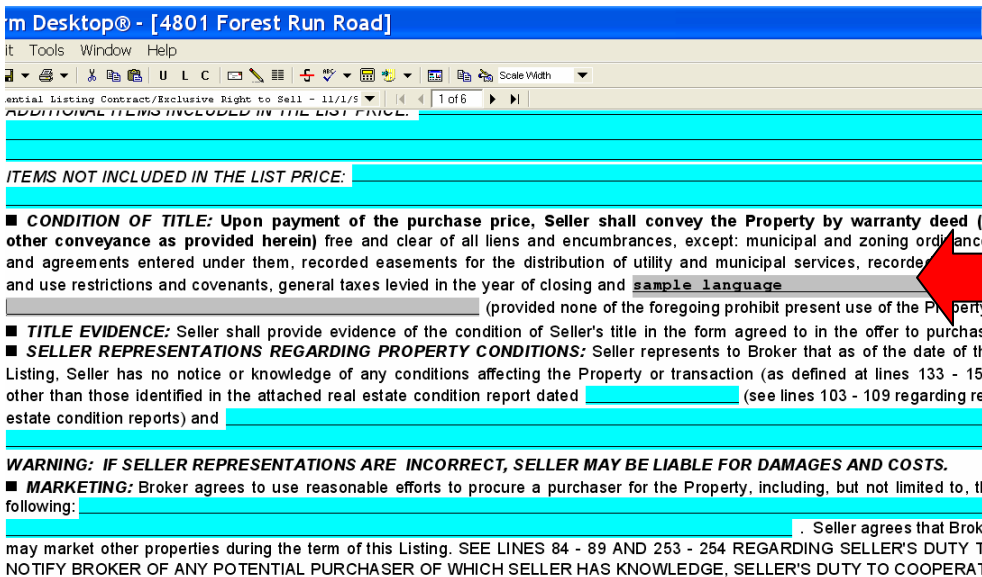 rm Desktop® - [4801 Forest Run Road]
it Tools Window Help
U L C Scale Width
ential Listing Contract/Exclusive Right to Sell - 11/1/9 1 of 6
ADDITIONAL ITEMS INCLUDED IN THE LIST PRICE:
ITEMS NOT INCLUDED IN THE LIST PRICE:
■ CONDITION OF TITLE: Upon payment of the purchase price, Seller shall convey the Property by warranty deed (
other conveyance as provided herein) free and clear of all liens and encumbrances, except: municipal and zoning ordinanc
and agreements entered under them, recorded easements for the distribution of utility and municipal services, recorde
and use restrictions and covenants, general taxes levied in the year of closing and sample language
(provided none of the foregoing prohibit present use of the Property
■ TITLE EVIDENCE: Seller shall provide evidence of the condition of Seller's title in the form agreed to in the offer to purchas
■ SELLER REPRESENTATIONS REGARDING PROPERTY CONDITIONS: Seller represents to Broker that as of the date of th
Listing, Seller has no notice or knowledge of any conditions affecting the Property or transaction (as defined at lines 133 - 15
other than those identified in the attached real estate condition report dated (see lines 103 - 109 regarding re
estate condition reports) and
WARNING: IF SELLER REPRESENTATIONS ARE INCORRECT, SELLER MAY BE LIABLE FOR DAMAGES AND COSTS.
■ MARKETING: Broker agrees to use reasonable efforts to procure a purchaser for the Property, including, but not limited to, th
following:
. Seller agrees that Brok
may market other properties during the term of this Listing. SEE LINES 84 - 89 AND 253 - 254 REGARDING SELLER'S DUTY T
NOTIFY BROKER OF ANY POTENTIAL PURCHASER OF WHICH SELLER HAS KNOWLEDGE, SELLER'S DUTY TO COOPERAT